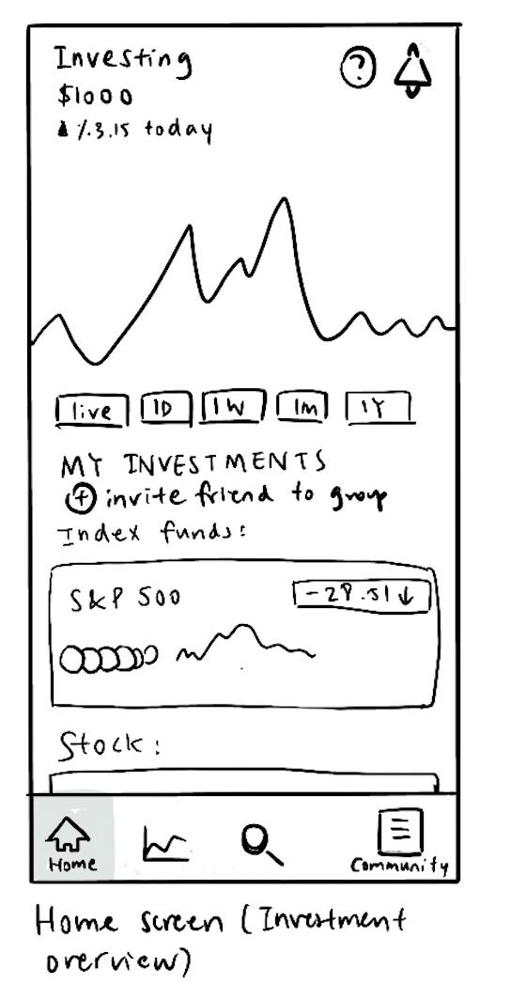 Investing
?
$1000
▲ %3.15 today
live 1D 1W 1M 1Y
MY INVESTMENTS
+ invite friend to group
Index funds:
S&P 500
-28.51↓
Stock:
Home
Community
Home screen (Investment
overview)